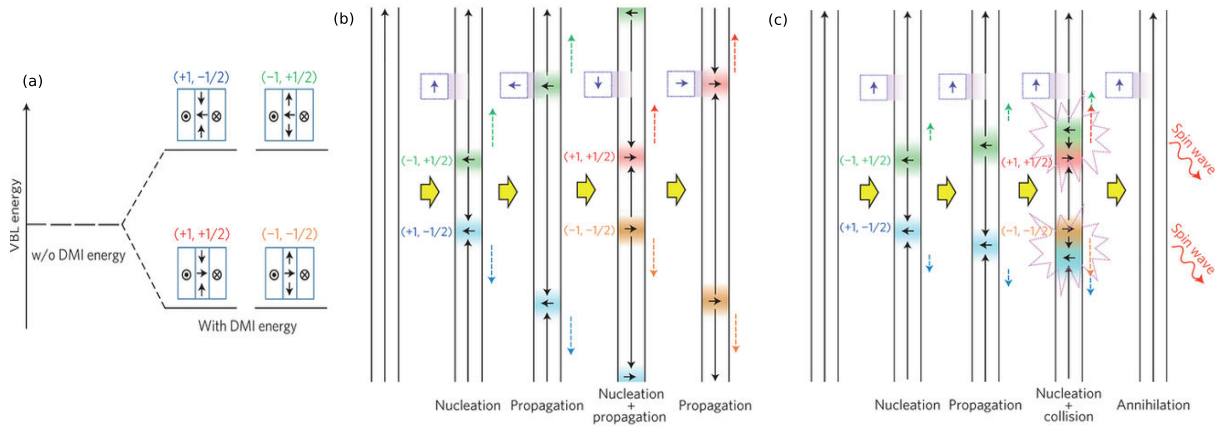 (a)
VBL energy
(+1, −1/2)
(−1, +1/2)
w/o DMI energy
(+1, +1/2)
(−1, −1/2)
With DMI energy
(b)
(−1, +1/2)
(+1, −1/2)
(+1, +1/2)
(−1, −1/2)
Nucleation
Propagation
Nucleation
+
propagation
Propagation
(c)
(−1, +1/2)
(+1, −1/2)
(+1, +1/2)
(−1, −1/2)
Spin wave
Spin wave
Nucleation
Propagation
Nucleation
+
collision
Annihilation